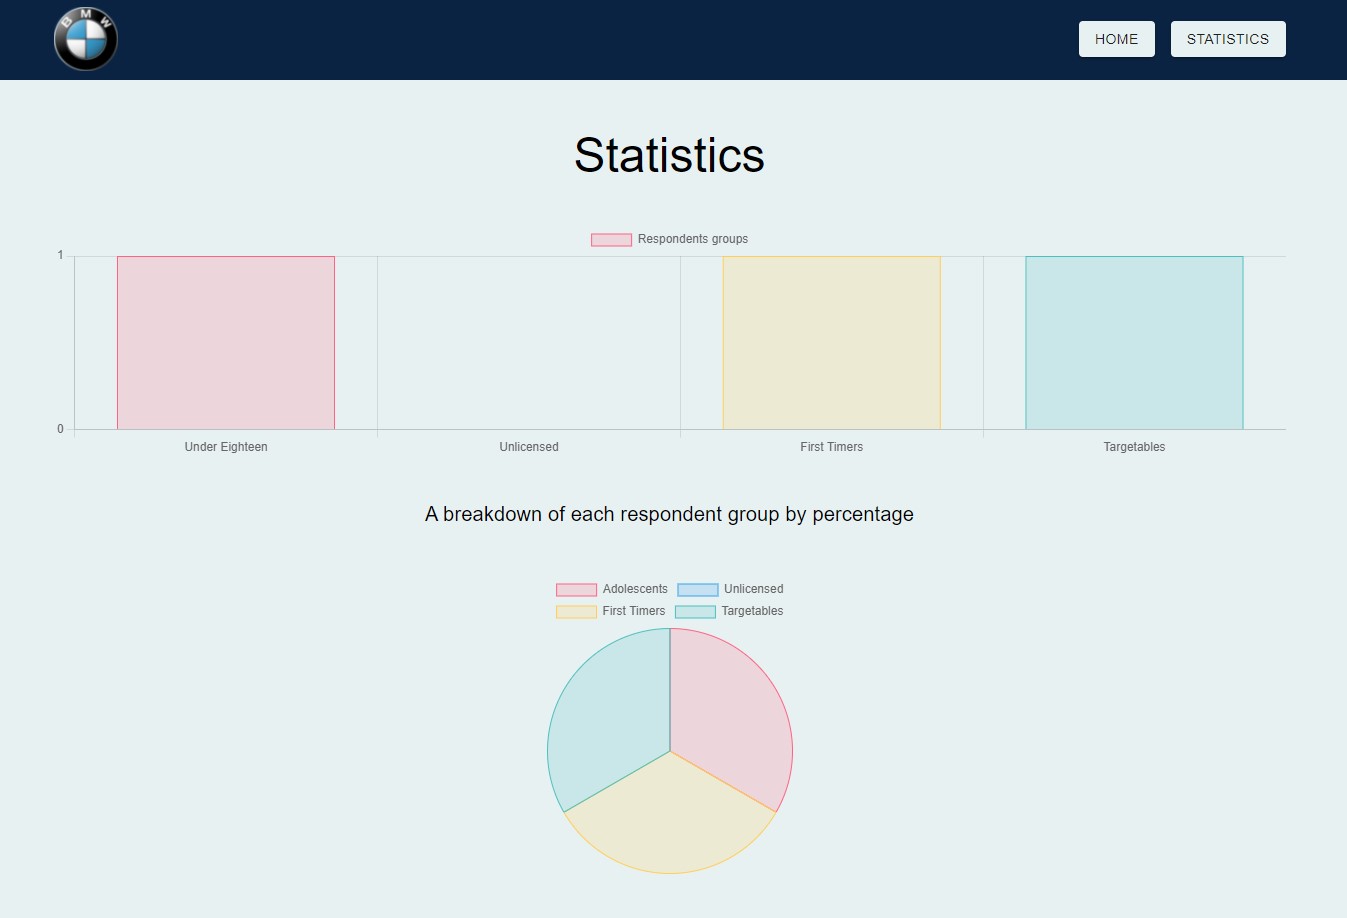 BMW
HOME
STATISTICS
Statistics
Respondents groups
1
0
Under Eighteen
Unlicensed
First Timers
Targetables
A breakdown of each respondent group by percentage
Adolescents
Unlicensed
First Timers
Targetables